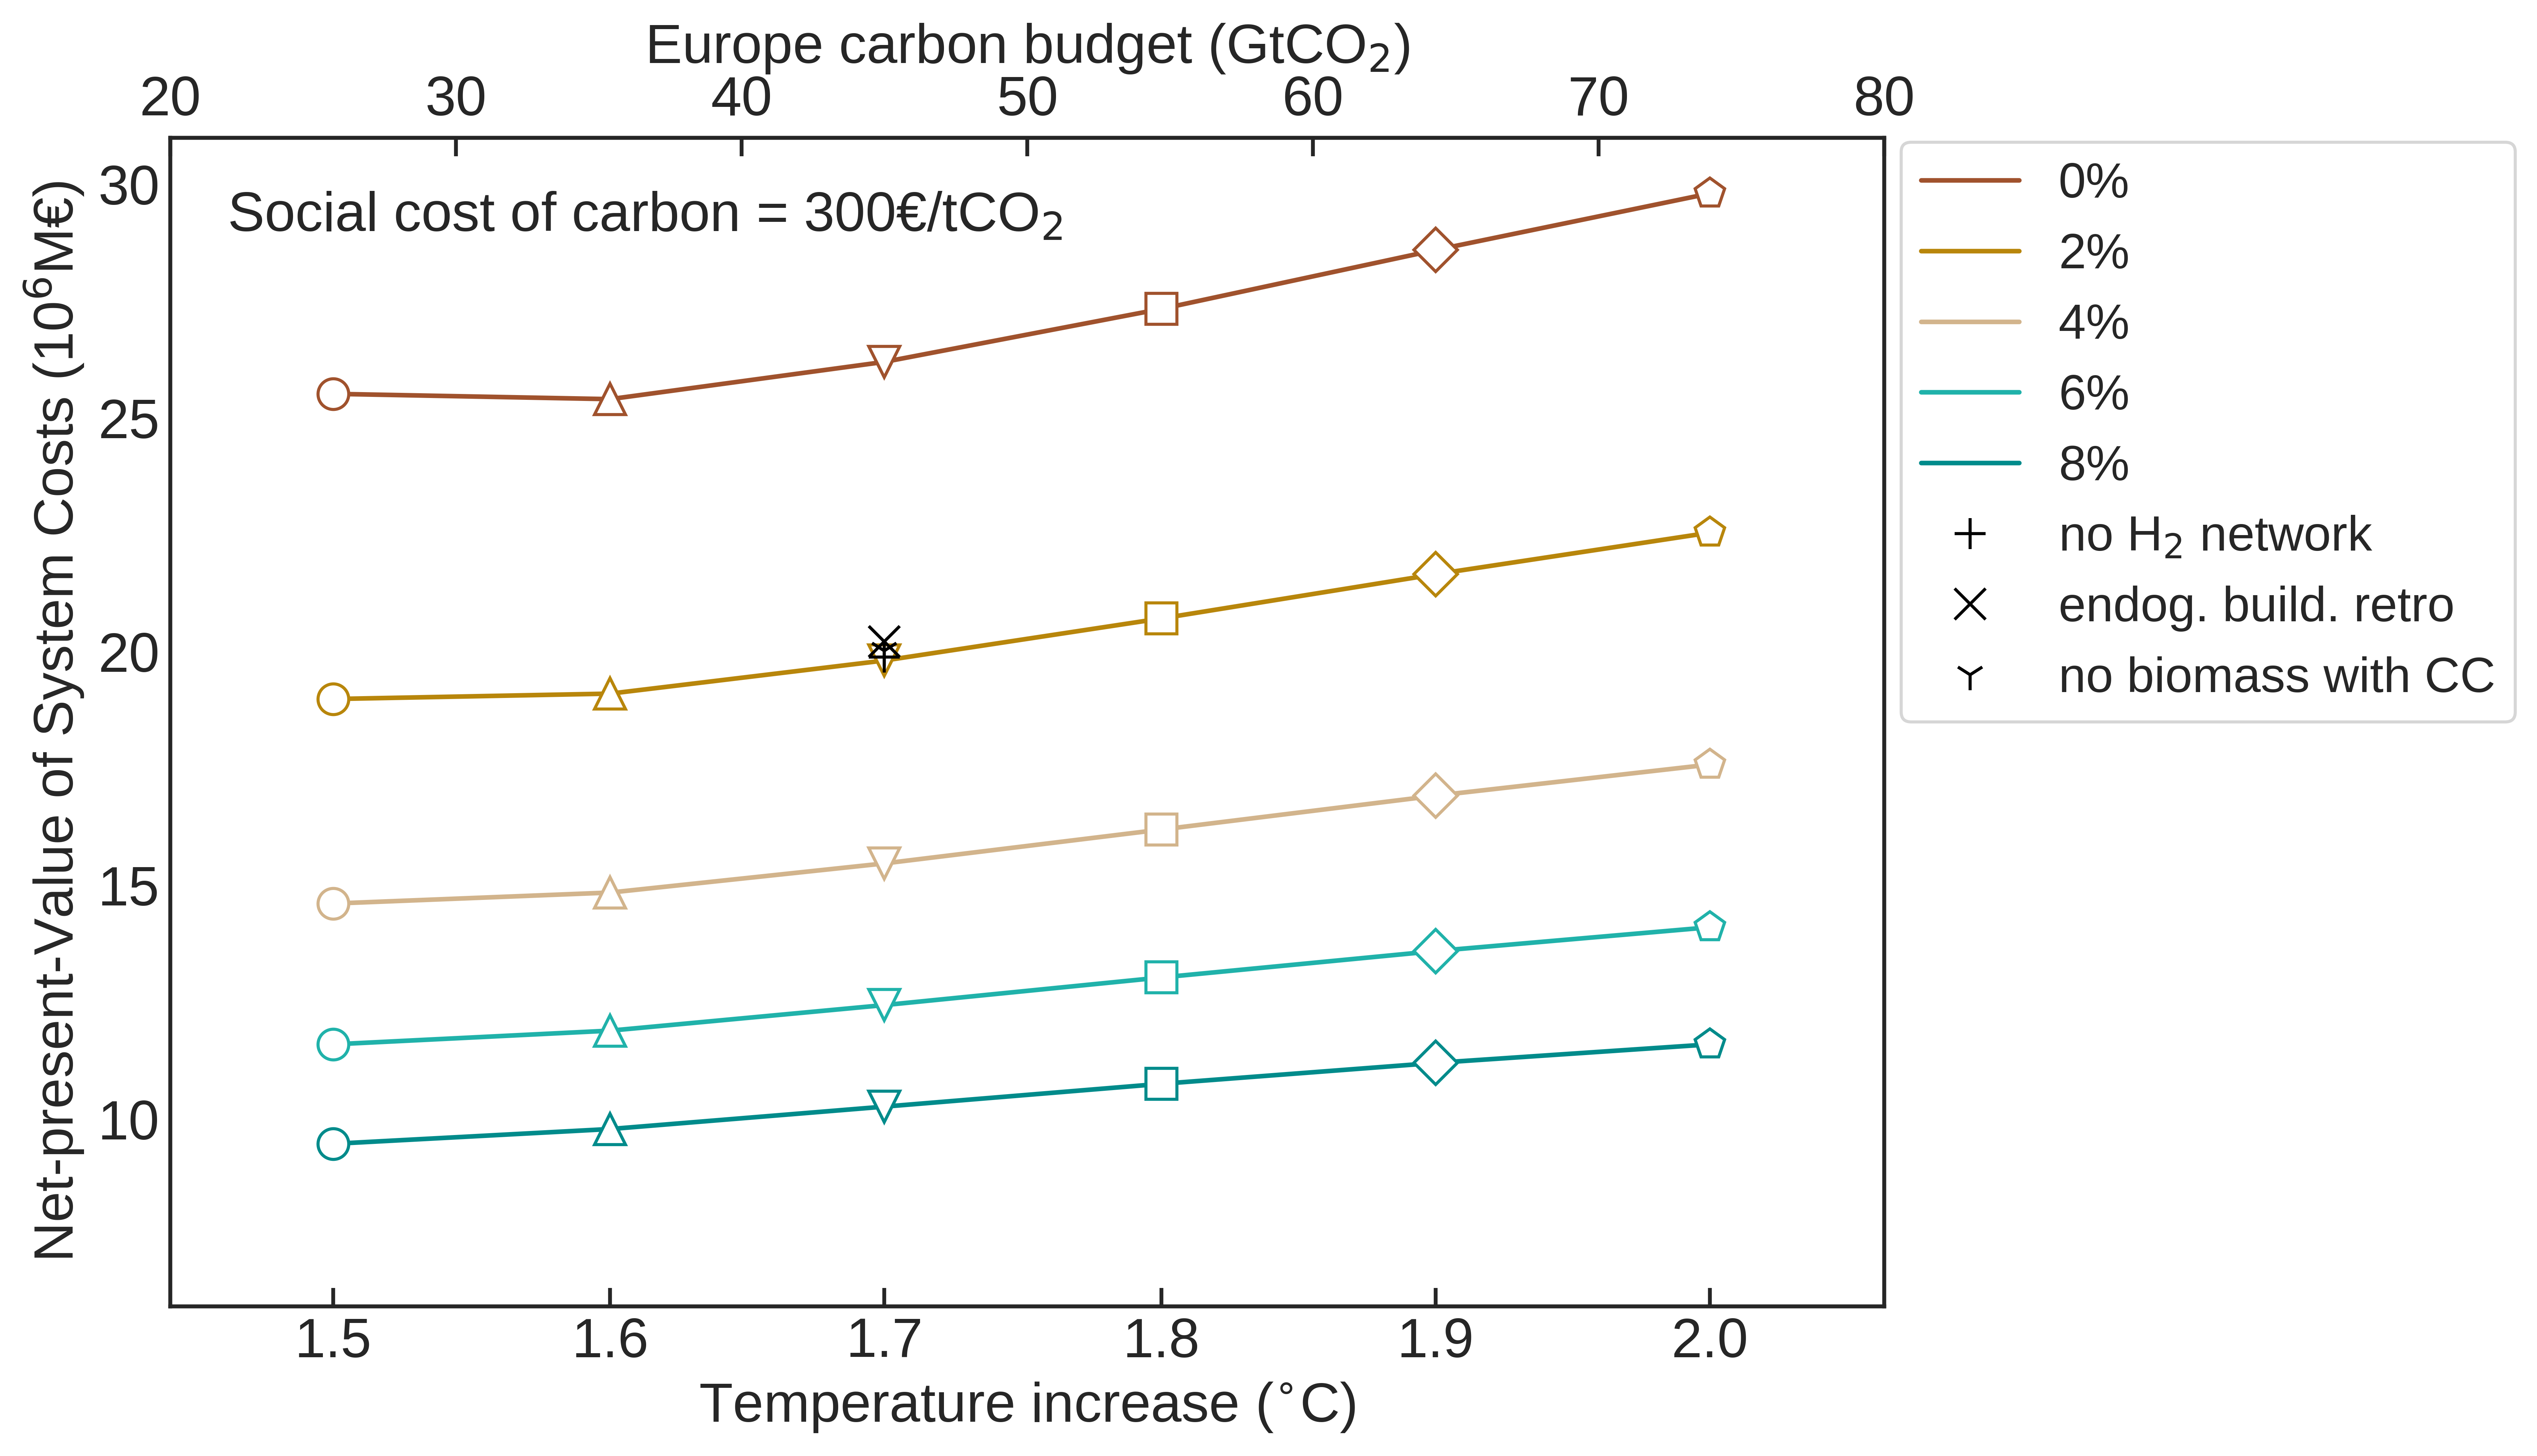 Europe carbon budget (GtCO₂)
20 30 40 50 60 70 80
Social cost of carbon = 300€/tCO₂
Net-present-Value of System Costs (10⁶M€)
30
25
20
15
10
1.5 1.6 1.7 1.8 1.9 2.0
Temperature increase (°C)
0%
2%
4%
6%
8%
no H₂ network
endog. build. retro
no biomass with CC